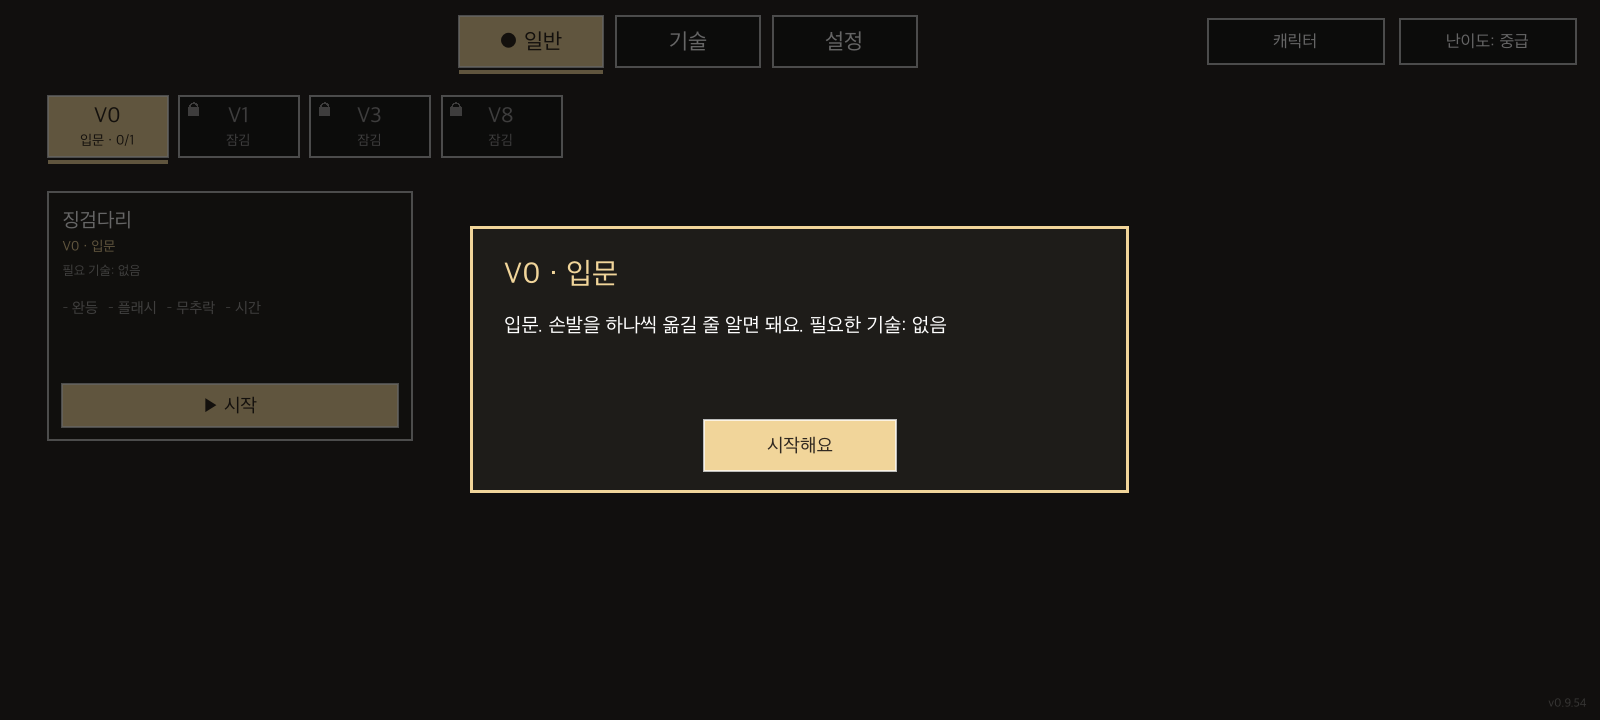 일반
기술
설정
캐릭터
난이도: 중급
V0
입문 · 0/1
V1
잠김
V3
잠김
V8
잠김
징검다리
V0 · 입문
필요 기술: 없음
- 완등 - 플래시 - 무추락 - 시간
▶ 시작
V0 · 입문
입문. 손발을 하나씩 옮길 줄 알면 돼요. 필요한 기술: 없음
시작해요
v0.9.54